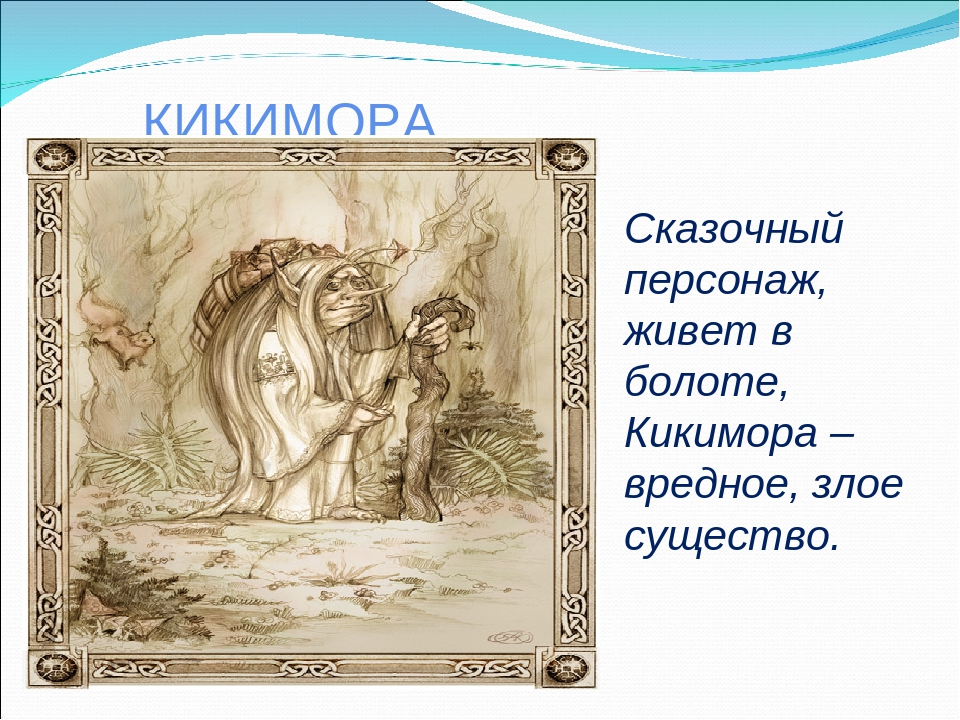 КИКИМОРА
Сказочный
персонаж,
живет в
болоте,
Кикимора –
вредное, злое
существо.